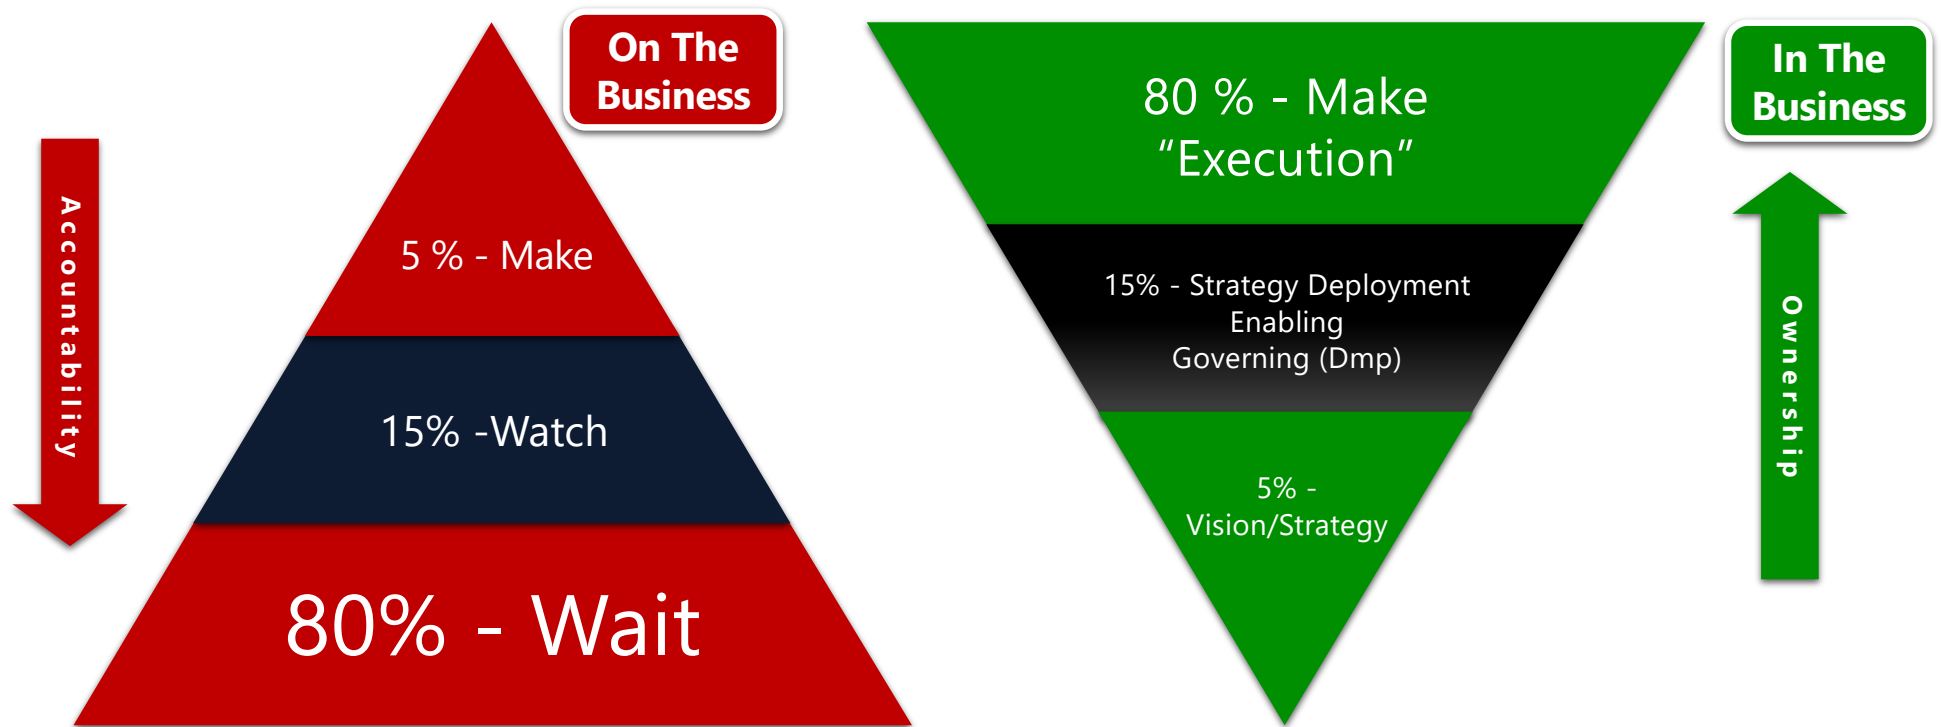 On The
Business
Accountability
5 % - Make
15% -Watch
80% - Wait
80 % - Make
“Execution”
15% - Strategy Deployment
Enabling
Governing (Dmp)
5% -
Vision/Strategy
In The
Business
Ownership